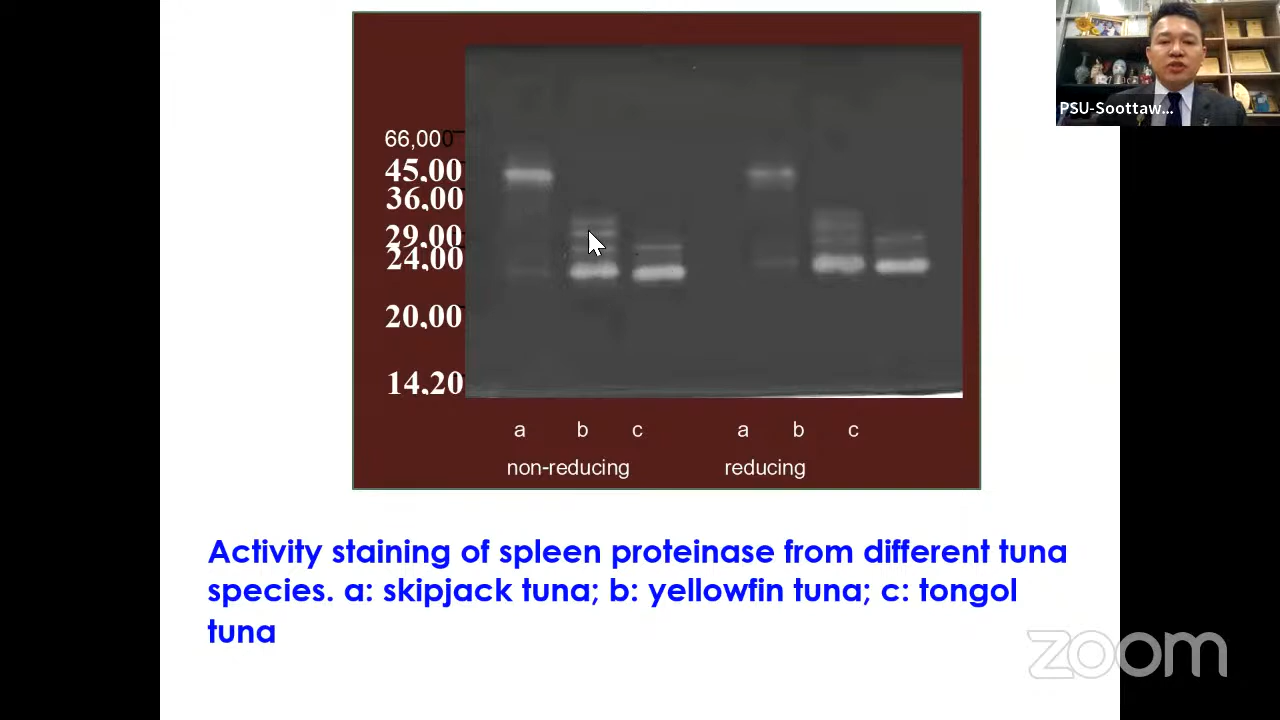 PSU-Soottaw...
66,000
45,00
36,00
29,00
24,00
20,00
14,20
a b c a b c
non-reducing reducing
Activity staining of spleen proteinase from different tuna
species. a: skipjack tuna; b: yellowfin tuna; c: tongol
tuna
zoom